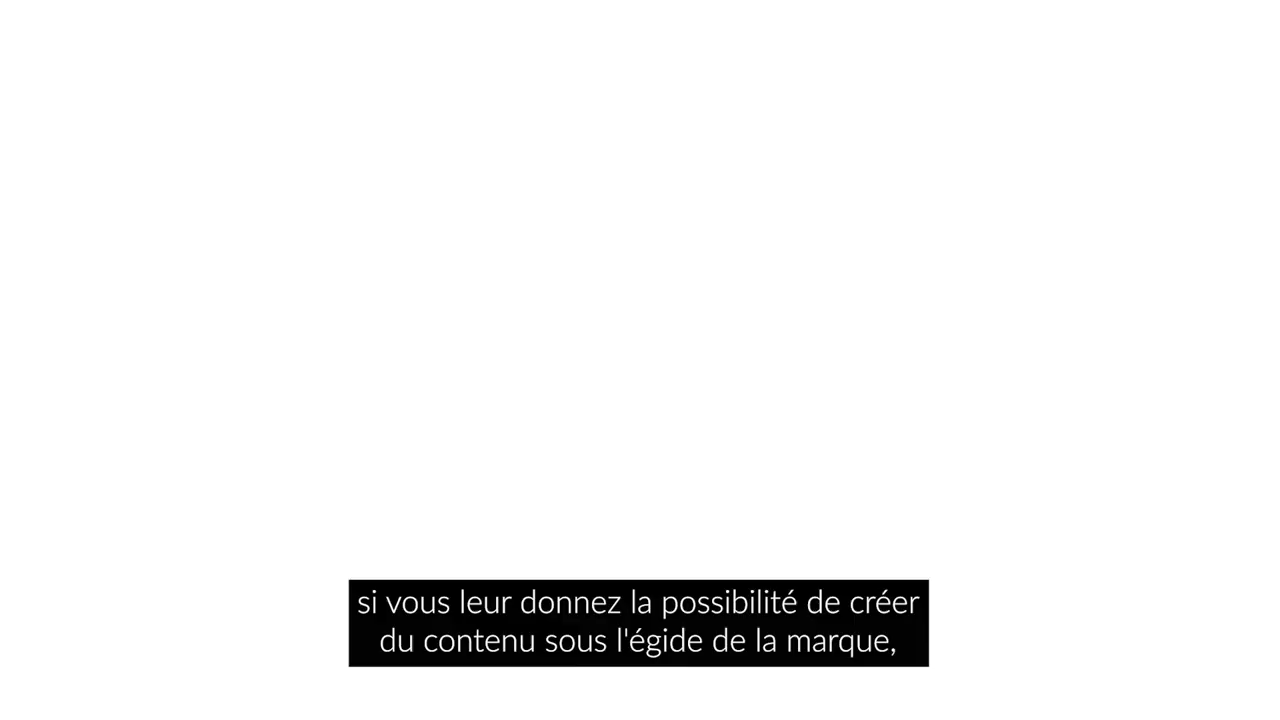 si vous leur donnez la possibilité de créer
du contenu sous l'égide de la marque,